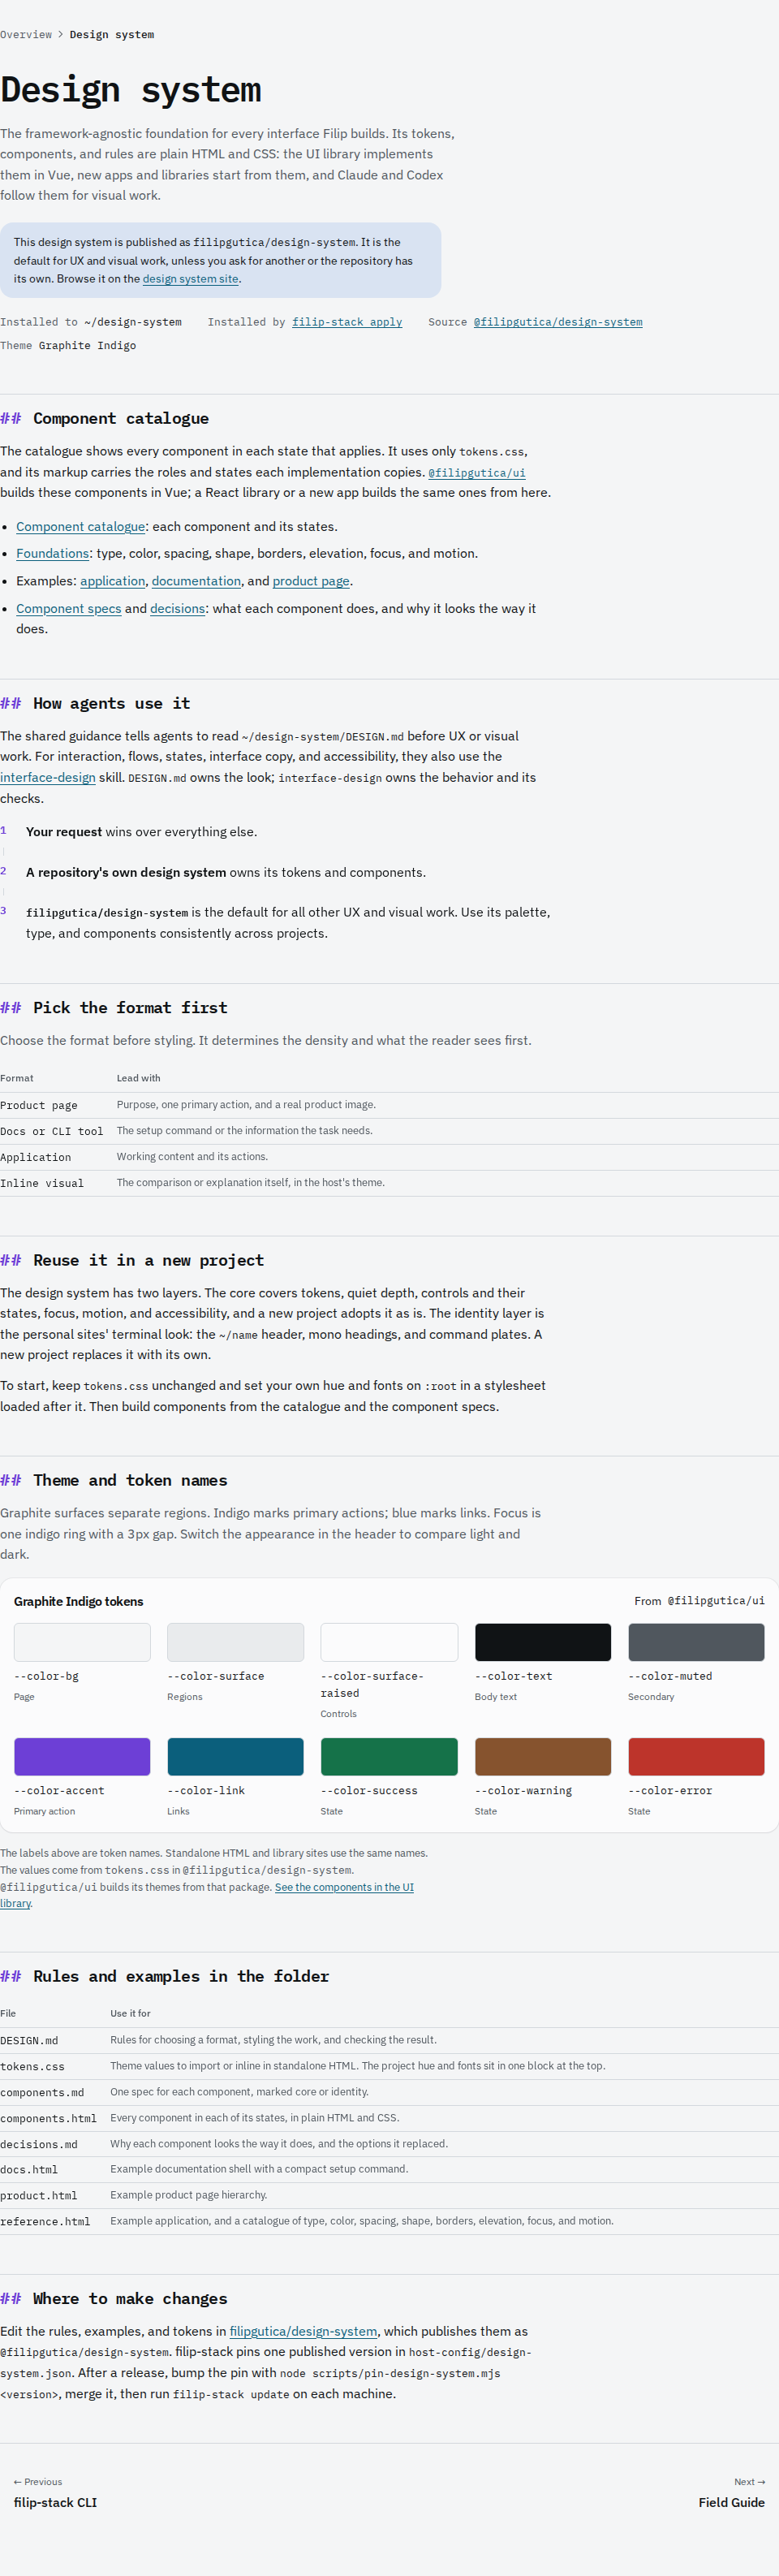 Overview > Design system
Design system
The framework-agnostic foundation for every interface Filip builds. Its tokens,
components, and rules are plain HTML and CSS: the UI library implements
them in Vue, new apps and libraries start from them, and Claude and Codex
follow them for visual work.
This design system is published as filipgutica/design-system. It is the
default for UX and visual work, unless you ask for another or the repository has
its own. Browse it on the design system site.
Installed to ~/design-system Installed by filip-stack apply Source @filipgutica/design-system
Theme Graphite Indigo
## Component catalogue
The catalogue shows every component in each state that applies. It uses only tokens.css,
and its markup carries the roles and states each implementation copies. @filipgutica/ui
builds these components in Vue; a React library or a new app builds the same ones from here.
• Component catalogue: each component and its states.
• Foundations: type, color, spacing, shape, borders, elevation, focus, and motion.
• Examples: application, documentation, and product page.
• Component specs and decisions: what each component does, and why it looks the way it
does.
## How agents use it
The shared guidance tells agents to read ~/design-system/DESIGN.md before UX or visual
work. For interaction, flows, states, interface copy, and accessibility, they also use the
interface-design skill. DESIGN.md owns the look; interface-design owns the behavior and its
checks.
1 Your request wins over everything else.
2 A repository's own design system owns its tokens and components.
3 filipgutica/design-system is the default for all other UX and visual work. Use its palette,
type, and components consistently across projects.
## Pick the format first
Choose the format before styling. It determines the density and what the reader sees first.
Format Lead with
Product page Purpose, one primary action, and a real product image.
Docs or CLI tool The setup command or the information the task needs.
Application Working content and its actions.
Inline visual The comparison or explanation itself, in the host's theme.
## Reuse it in a new project
The design system has two layers. The core covers tokens, quiet depth, controls and their
states, focus, motion, and accessibility, and a new project adopts it as is. The identity layer is
the personal sites' terminal look: the ~/name header, mono headings, and command plates. A
new project replaces it with its own.
To start, keep tokens.css unchanged and set your own hue and fonts on :root in a stylesheet
loaded after it. Then build components from the catalogue and the component specs.
## Theme and token names
Graphite surfaces separate regions. Indigo marks primary actions; blue marks links. Focus is
one indigo ring with a 3px gap. Switch the appearance in the header to compare light and
dark.
Graphite Indigo tokens From @filipgutica/ui
--color-bg --color-surface --color-surface-raised --color-text --color-muted
Page Regions Controls Body text Secondary
--color-accent --color-link --color-success --color-warning --color-error
Primary action Links State State State
The labels above are token names. Standalone HTML and library sites use the same names.
The values come from tokens.css in @filipgutica/design-system.
@filipgutica/ui builds its themes from that package. See the components in the UI
library.
## Rules and examples in the folder
File Use it for
DESIGN.md Rules for choosing a format, styling the work, and checking the result.
tokens.css Theme values to import or inline in standalone HTML. The project hue and fonts sit in one block at the top.
components.md One spec for each component, marked core or identity.
components.html Every component in each of its states, in plain HTML and CSS.
decisions.md Why each component looks the way it does, and the options it replaced.
docs.html Example documentation shell with a compact setup command.
product.html Example product page hierarchy.
reference.html Example application, and a catalogue of type, color, spacing, shape, borders, elevation, focus, and motion.
## Where to make changes
Edit the rules, examples, and tokens in filipgutica/design-system, which publishes them as
@filipgutica/design-system. filip-stack pins one published version in host-config/design-
system.json. After a release, bump the pin with node scripts/pin-design-system.mjs
<version>, merge it, then run filip-stack update on each machine.
← Previous Next →
filip-stack CLI Field Guide